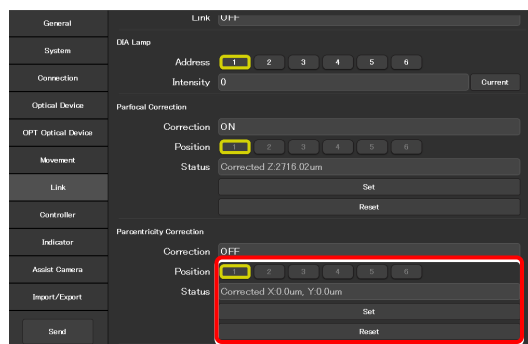 General
System
Connection
Optical Device
OPT Optical Device
Movement
Link
Controller
Indicator
Assist Camera
Import/Export
Send
Link OFF
DIA Lamp
Address 1 2 3 4 5 6
Intensity 0 Current
Parfocal Correction
Correction ON
Position 1 2 3 4 5 6
Status Corrected Z:2716.02um
Set
Reset
Parcentricity Correction
Correction OFF
Position 1 2 3 4 5 6
Status Corrected X:0.0um, Y:0.0um
Set
Reset